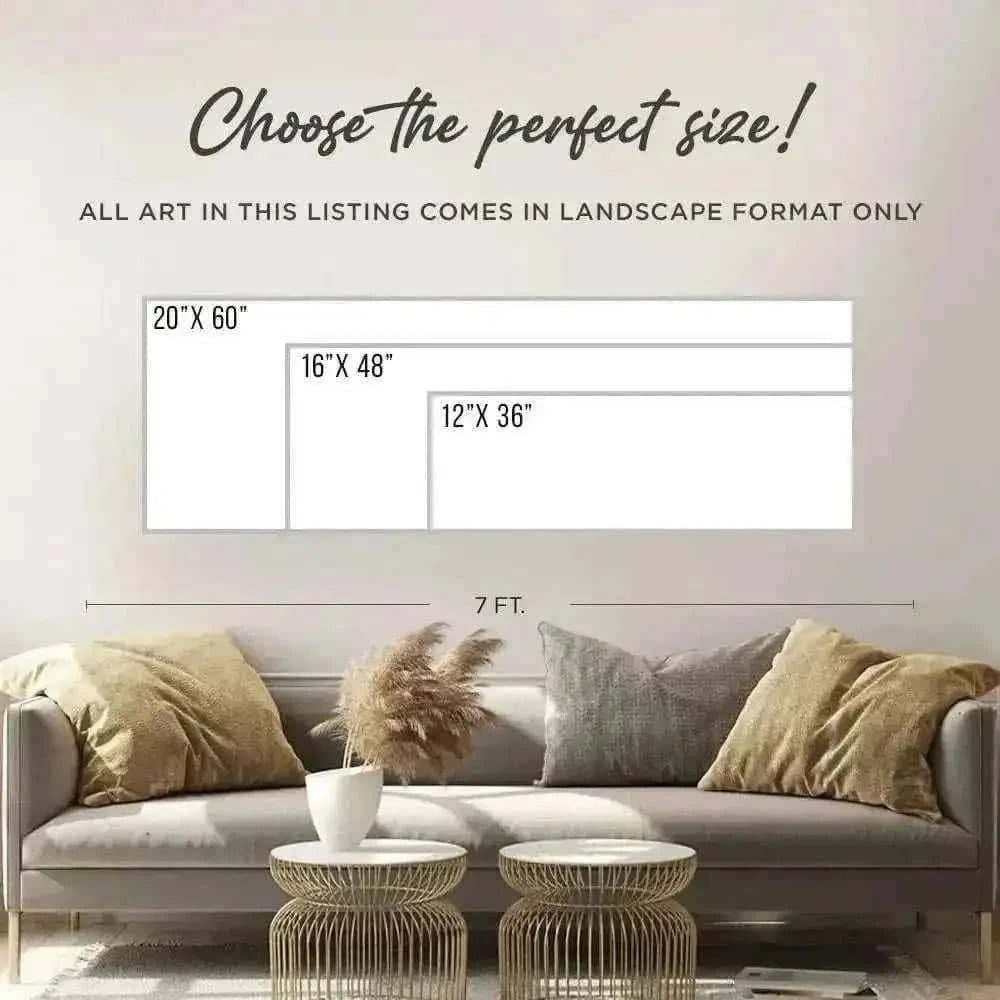 Choose the perfect size!
ALL ART IN THIS LISTING COMES IN LANDSCAPE FORMAT ONLY
20”X 60”
16”X 48”
12”X 36”
7 FT.